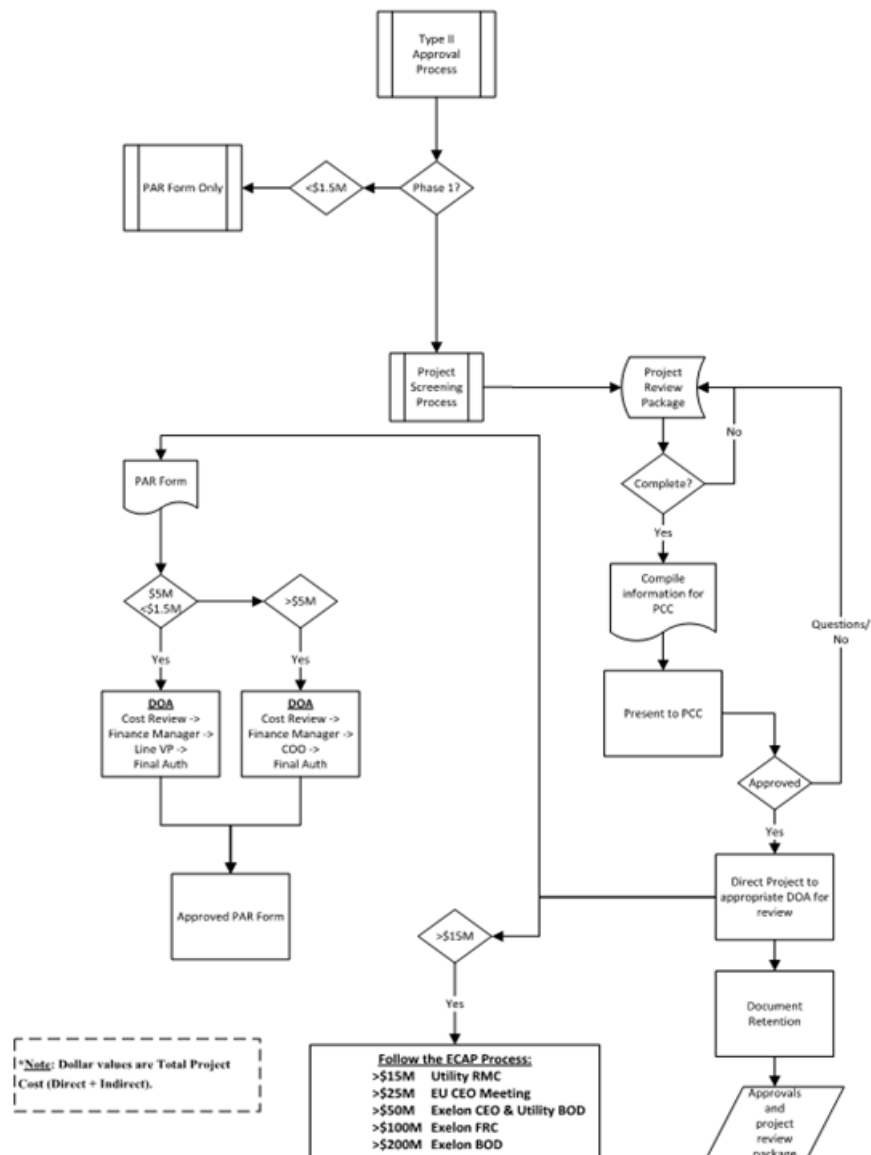 Type II
Approval
Process
PAR Form Only
<$1.5M
Phase 1?
Project
Screening
Process
Project
Review
Package
No
PAR Form
Complete?
Yes
$5M
<$1.5M
>$5M
Compile
information for
PCC
Questions/
No
Yes
Yes
DOA
Cost Review ->
Finance Manager ->
Line VP ->
Final Auth
DOA
Cost Review ->
Finance Manager ->
COO ->
Final Auth
Present to PCC
Approved
Yes
Approved PAR Form
Direct Project to
appropriate DOA for
review
>$15M
Yes
Document
Retention
*Note: Dollar values are Total Project
Cost (Direct + Indirect).
Follow the ECAP Process:
>$15M Utility RMC
>$25M EU CEO Meeting
>$50M Exelon CEO & Utility BOD
>$100M Exelon FRC
>$200M Exelon BOD
Approvals
and
project
review
package